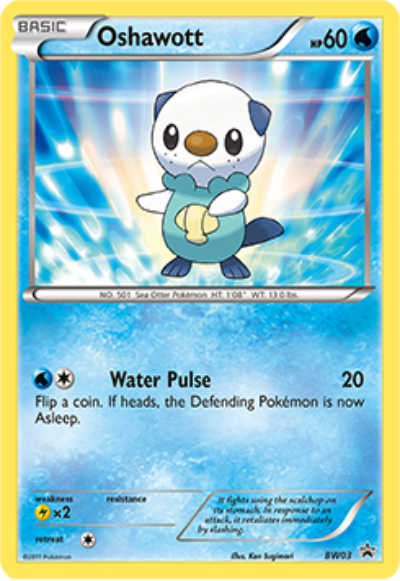 BASIC
Oshawott
HP60
NO. 501 Sea Otter Pokémon HT: 1'08" WT: 13.0 lbs
Water Pulse 20
Flip a coin. If heads, the Defending Pokémon is now
Asleep.
weakness resistance
×2
retreat
It fights using the scalchop on
its stomach. In response to an
attack, it retaliates immediately
by slashing.
©2011 Pokémon
Illus. Ken Sugimori
BW03